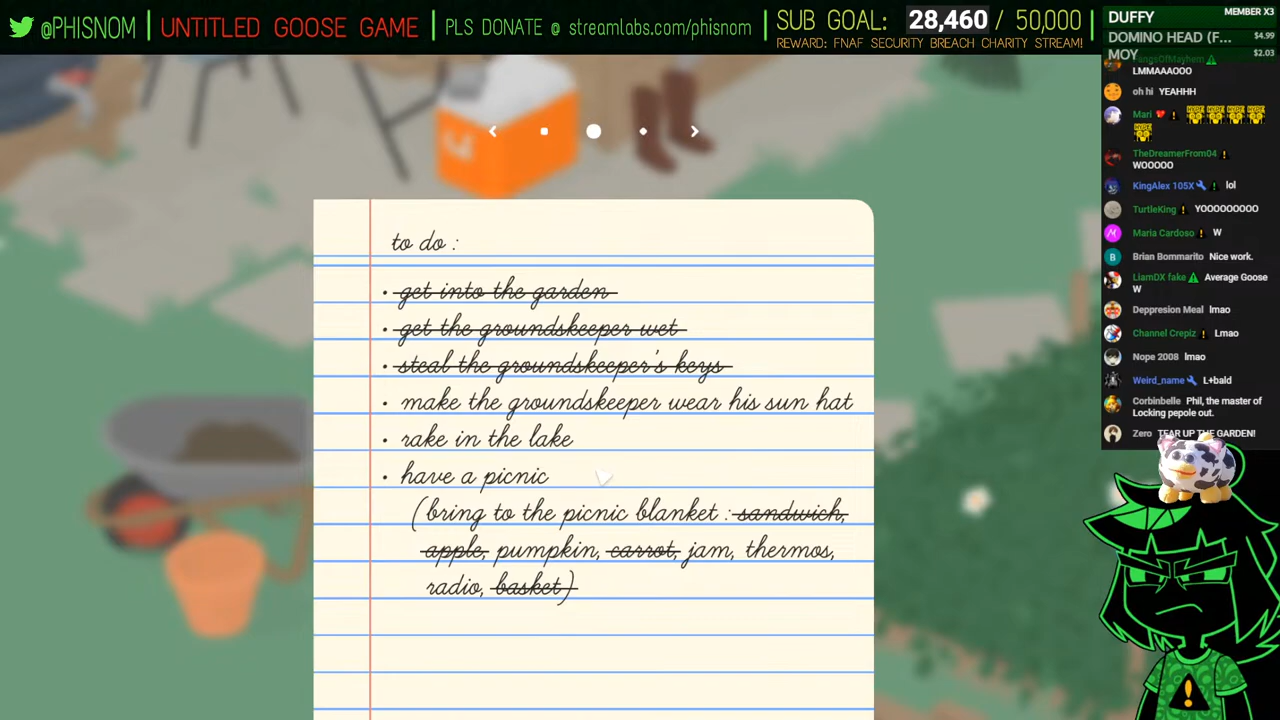 @PHISNOM | UNTITLED GOOSE GAME | PLS DONATE @ streamlabs.com/phisnom | SUB GOAL: 28,460 / 50,000
REWARD: FNAF SECURITY BREACH CHARITY STREAM!
DUFFY MEMBER X3
DOMINO HEAD (F... $4.99
MOY $2.03
to do :
• get into the garden
• get the groundskeeper wet
• steal the groundskeeper's keys
• make the groundskeeper wear his sun hat
• rake in the lake
• have a picnic
(bring to the picnic blanket : sandwich,
apple, pumpkin, carrot, jam, thermos,
radio, basket)
LMMAAAOOO
oh hi YEAHHH
Mari
TheDreamerFrom04
WOOOOO
KingAlex 105X lol
TurtleKing YOOOOOOOOO
Maria Cardoso W
Brian Bommarito Nice work.
LiamDX fake Average Goose
W
Deppresion Meal lmao
Channel Crepiz Lmao
Nope 2008 lmao
Weird_name L+bald
Corbinbelle Phil, the master of
Locking pepole out.
Zero TEAR UP THE GARDEN!